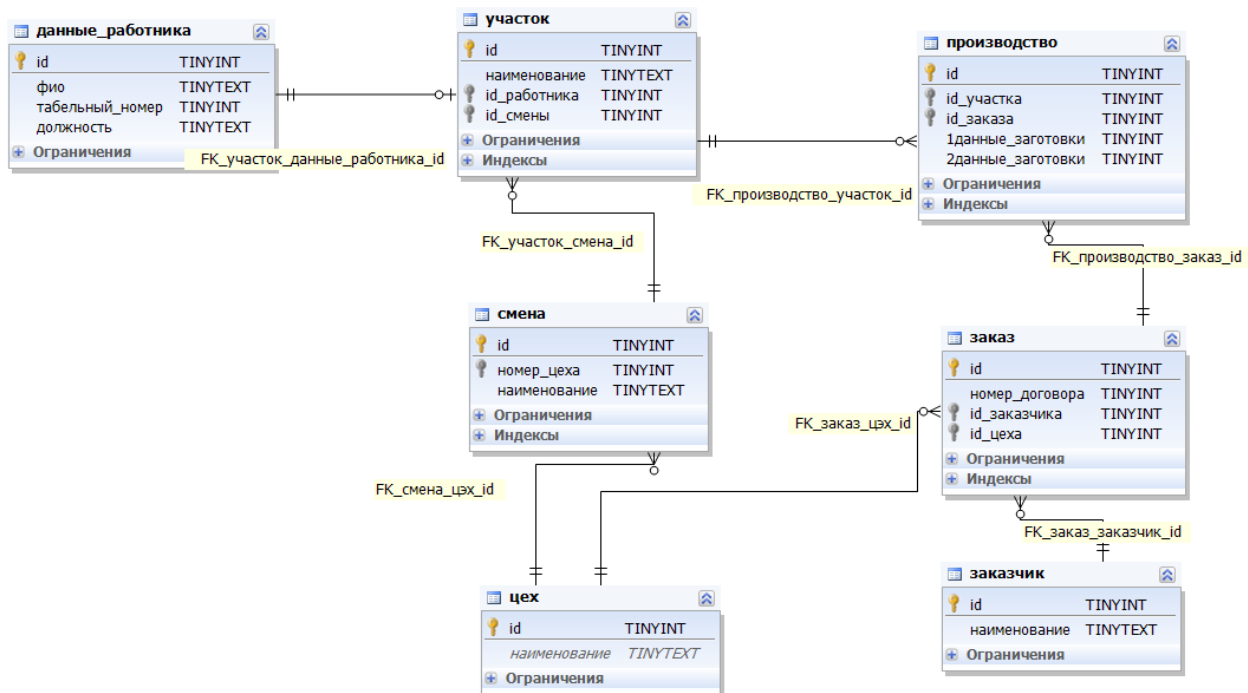 данные_работника
id TINYINT
фио TINYTEXT
табельный_номер TINYINT
должность TINYTEXT
Ограничения
FK_участок_данные_работника_id
участок
id TINYINT
наименование TINYTEXT
id_работника TINYINT
id_смены TINYINT
Ограничения
Индексы
FK_производство_участок_id
производство
id TINYINT
id_участка TINYINT
id_заказа TINYINT
1данные_заготовки TINYINT
2данные_заготовки TINYINT
Ограничения
Индексы
FK_участок_смена_id
FK_производство_заказ_id
смена
id TINYINT
номер_цеха TINYINT
наименование TINYTEXT
Ограничения
Индексы
FK_смена_цэх_id
FK_заказ_цэх_id
заказ
id TINYINT
номер_договора TINYINT
id_заказчика TINYINT
id_цеха TINYINT
Ограничения
Индексы
FK_заказ_заказчик_id
цех
id TINYINT
наименование TINYTEXT
Ограничения
заказчик
id TINYINT
наименование TINYTEXT
Ограничения